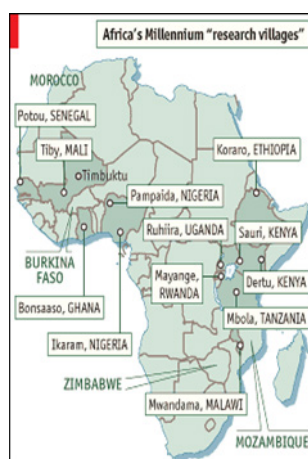 Africa's Millennium "research villages"
MOROCCO
Potou, SENEGAL
Tiby, MALI
Timbuktu
Koraro, ETHIOPIA
Pampaida, NIGERIA
Ruhiira, UGANDA
Sauri, KENYA
BURKINA
FASO
Mayange,
RWANDA
Dertu, KENYA
Bonsaaso, GHANA
Mbola, TANZANIA
Ikaram, NIGERIA
ZIMBABWE
Mwandama, MALAWI
MOZAMBIQUE